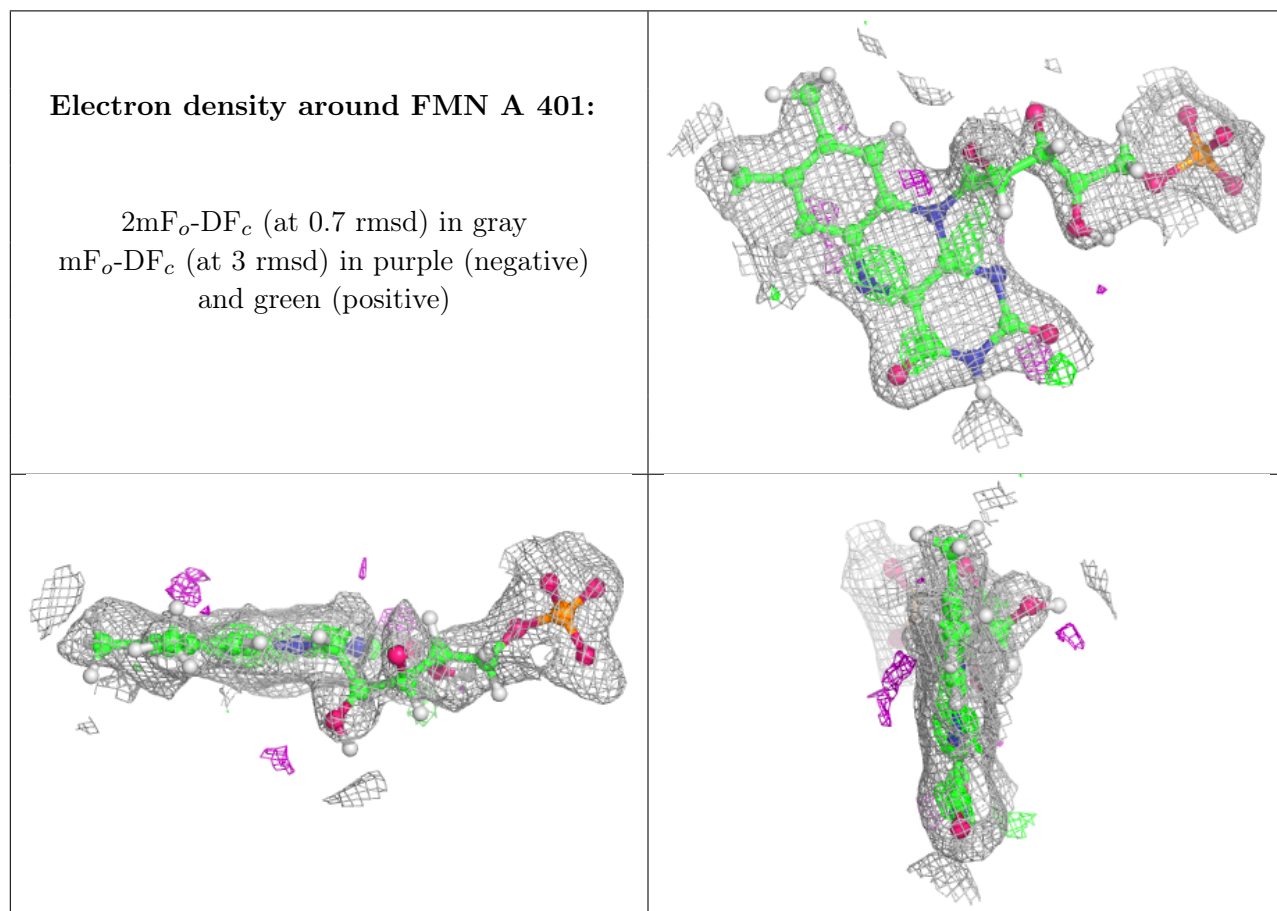 Electron density around FMN A 401:
2mFₒ-DF𝒸 (at 0.7 rmsd) in gray
mFₒ-DF𝒸 (at 3 rmsd) in purple (negative)
and green (positive)